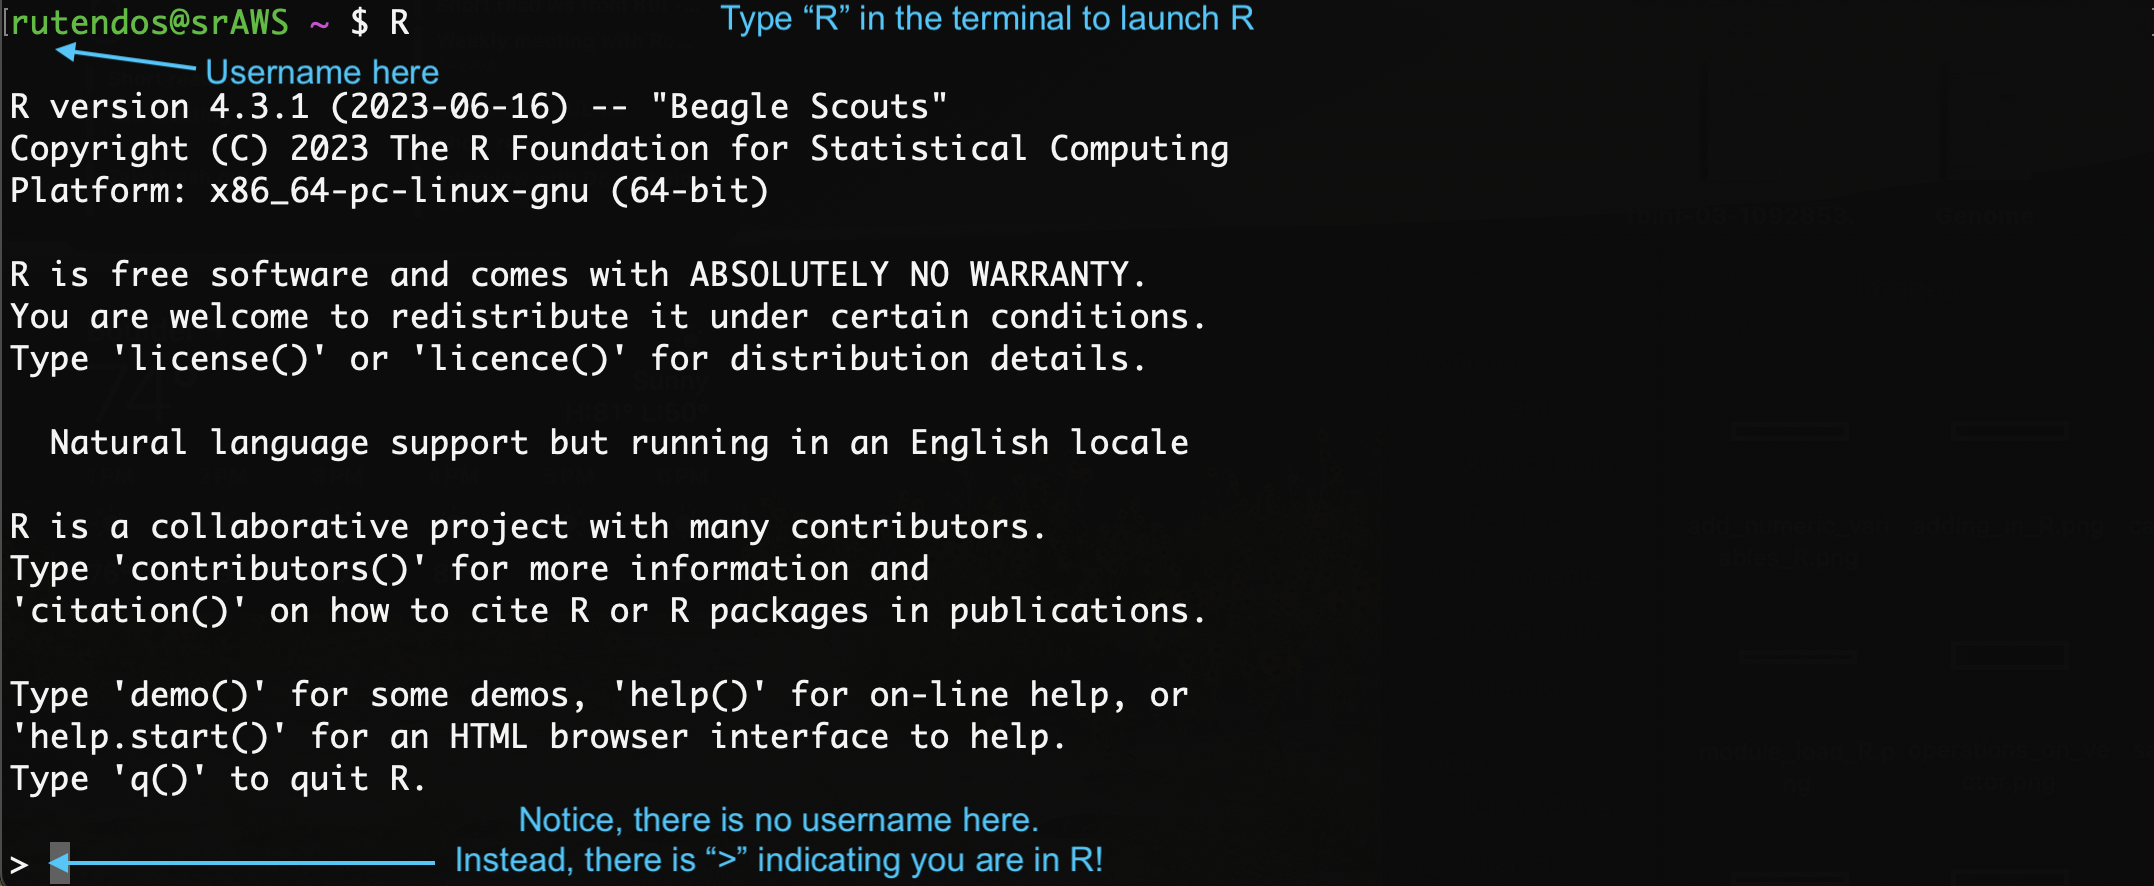 [rutendos@srAWS ~ $ R
Type “R” in the terminal to launch R
Username here
R version 4.3.1 (2023-06-16) -- "Beagle Scouts"
Copyright (C) 2023 The R Foundation for Statistical Computing
Platform: x86_64-pc-linux-gnu (64-bit)
R is free software and comes with ABSOLUTELY NO WARRANTY.
You are welcome to redistribute it under certain conditions.
Type 'license()' or 'licence()' for distribution details.
Natural language support but running in an English locale
R is a collaborative project with many contributors.
Type 'contributors()' for more information and
'citation()' on how to cite R or R packages in publications.
Type 'demo()' for some demos, 'help()' for on-line help, or
'help.start()' for an HTML browser interface to help.
Type 'q()' to quit R.
Notice, there is no username here.
Instead, there is “>” indicating you are in R!
>